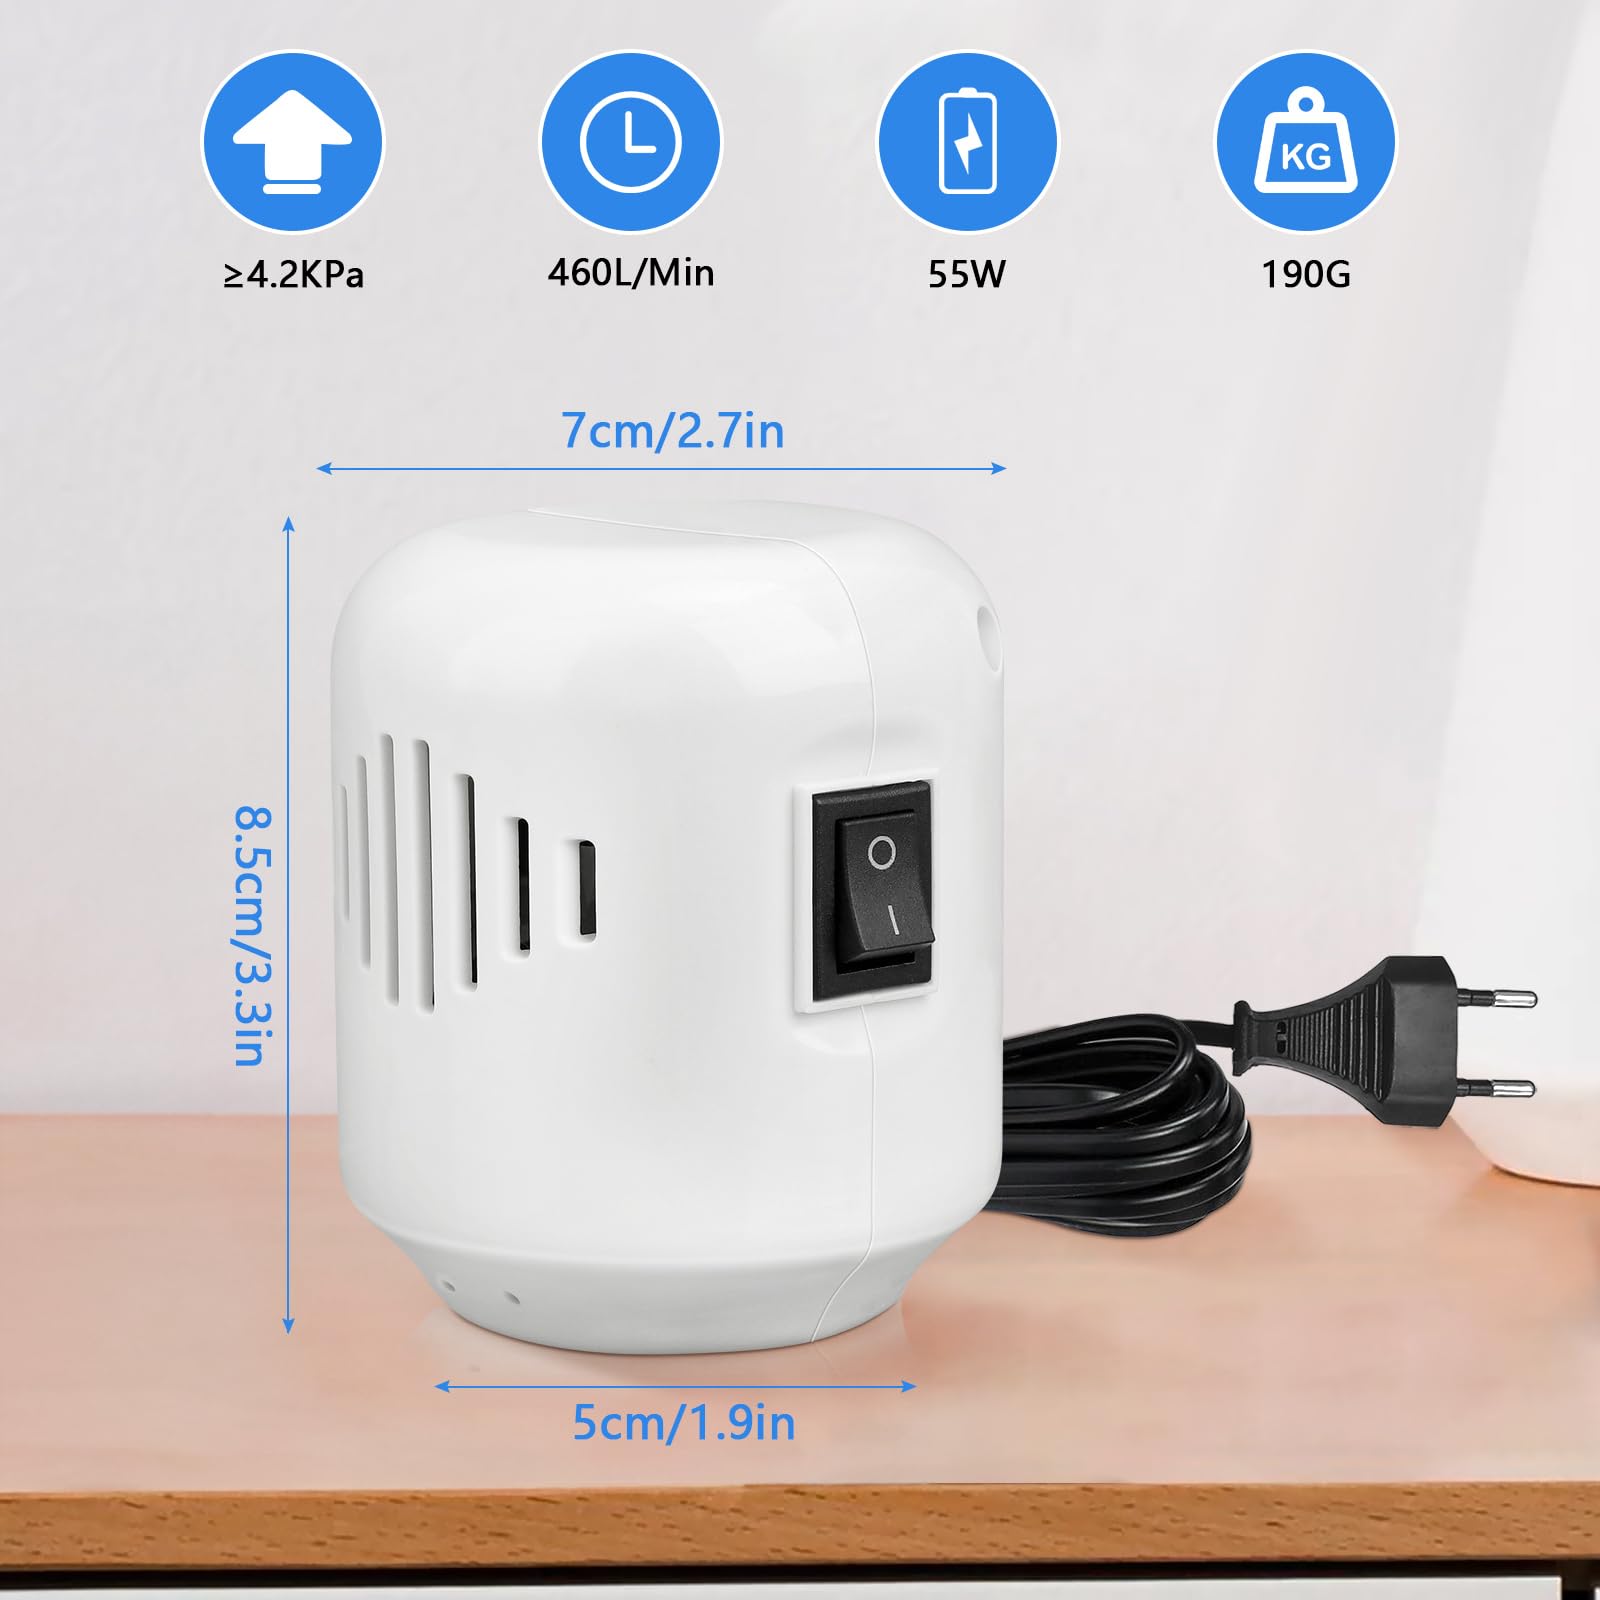 KG
≥4.2KPa
460L/Min
55W
190G
7cm/2.7in
8.5cm/3.3in
O
I
5cm/1.9in